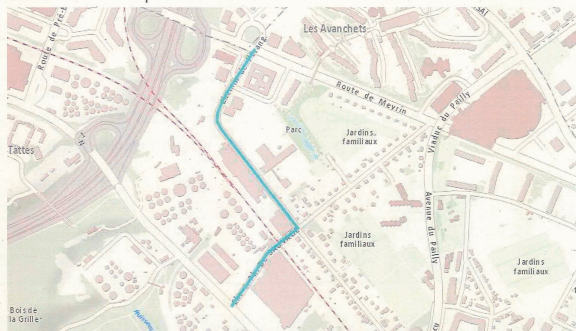 Route de Pré-B
Les Avanchets
Route de Meyrin
Viaduc du Pailly
Parc
Jardins
familiaux
Tattes
Avenue du Pailly
Jardins
familiaux
Jardins
familiaux
Bois de
la Grille